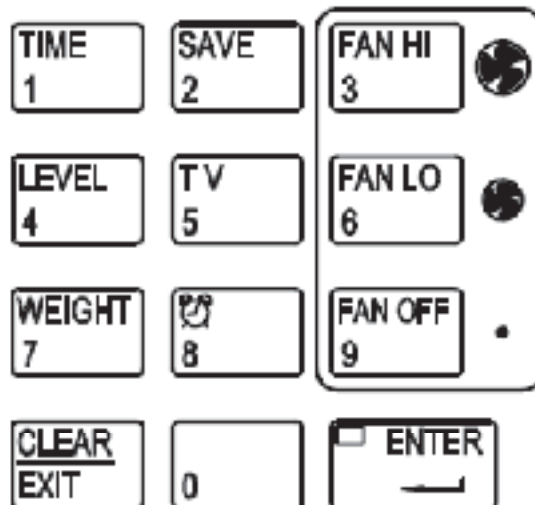 TIME
1
SAVE
2
FAN HI
3
LEVEL
4
T V
5
FAN LO
6
WEIGHT
7
8
FAN OFF
9
CLEAR
EXIT
0
ENTER